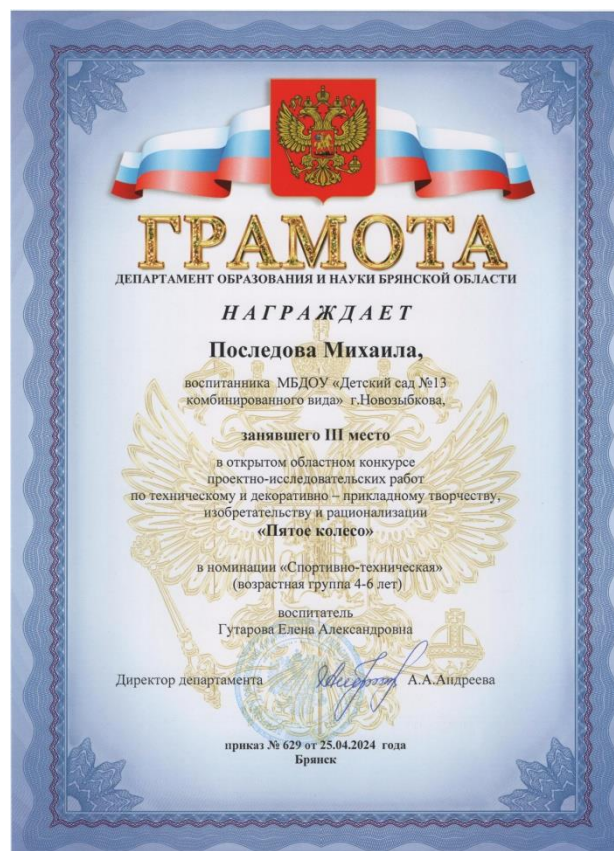 ГРАМОТА
ДЕПАРТАМЕНТ ОБРАЗОВАНИЯ И НАУКИ БРЯНСКОЙ ОБЛАСТИ
НАГРАЖДАЕТ
Последова Михаила,
воспитанника МБДОУ «Детский сад №13
комбинированного вида» г.Новозыбкова,
занявшего III место
в открытом областном конкурсе
проектно-исследовательских работ
по техническому и декоративно – прикладному творчеству,
изобретательству и рационализации
«Пятое колесо»
в номинации «Спортивно-техническая»
(возрастная группа 4-6 лет)
воспитатель
Гутарова Елена Александровна
Директор департамента А.А.Андреева
приказ № 629 от 25.04.2024 года
Брянск